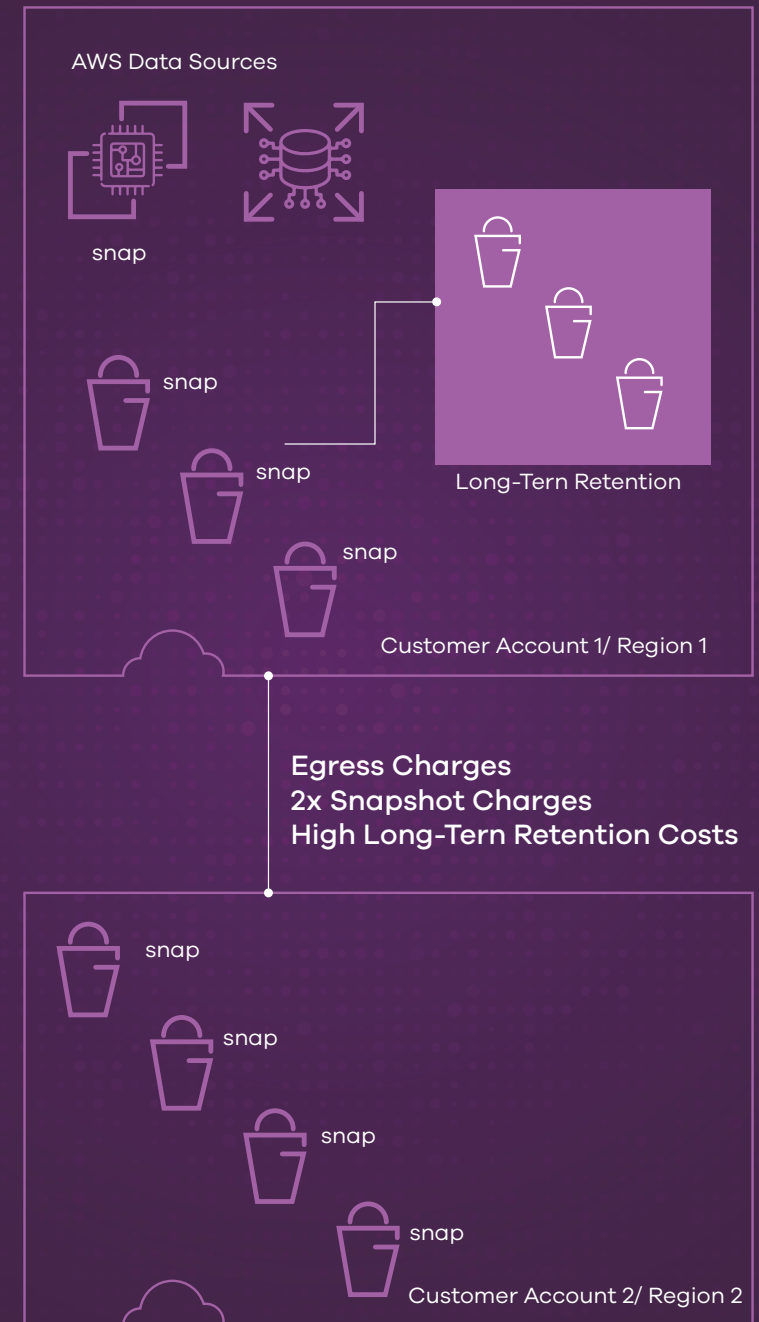 AWS Data Sources
snap
snap
snap
Long-Tern Retention
snap
Customer Account 1/ Region 1
Egress Charges
2x Snapshot Charges
High Long-Tern Retention Costs
snap
snap
snap
snap
Customer Account 2/ Region 2